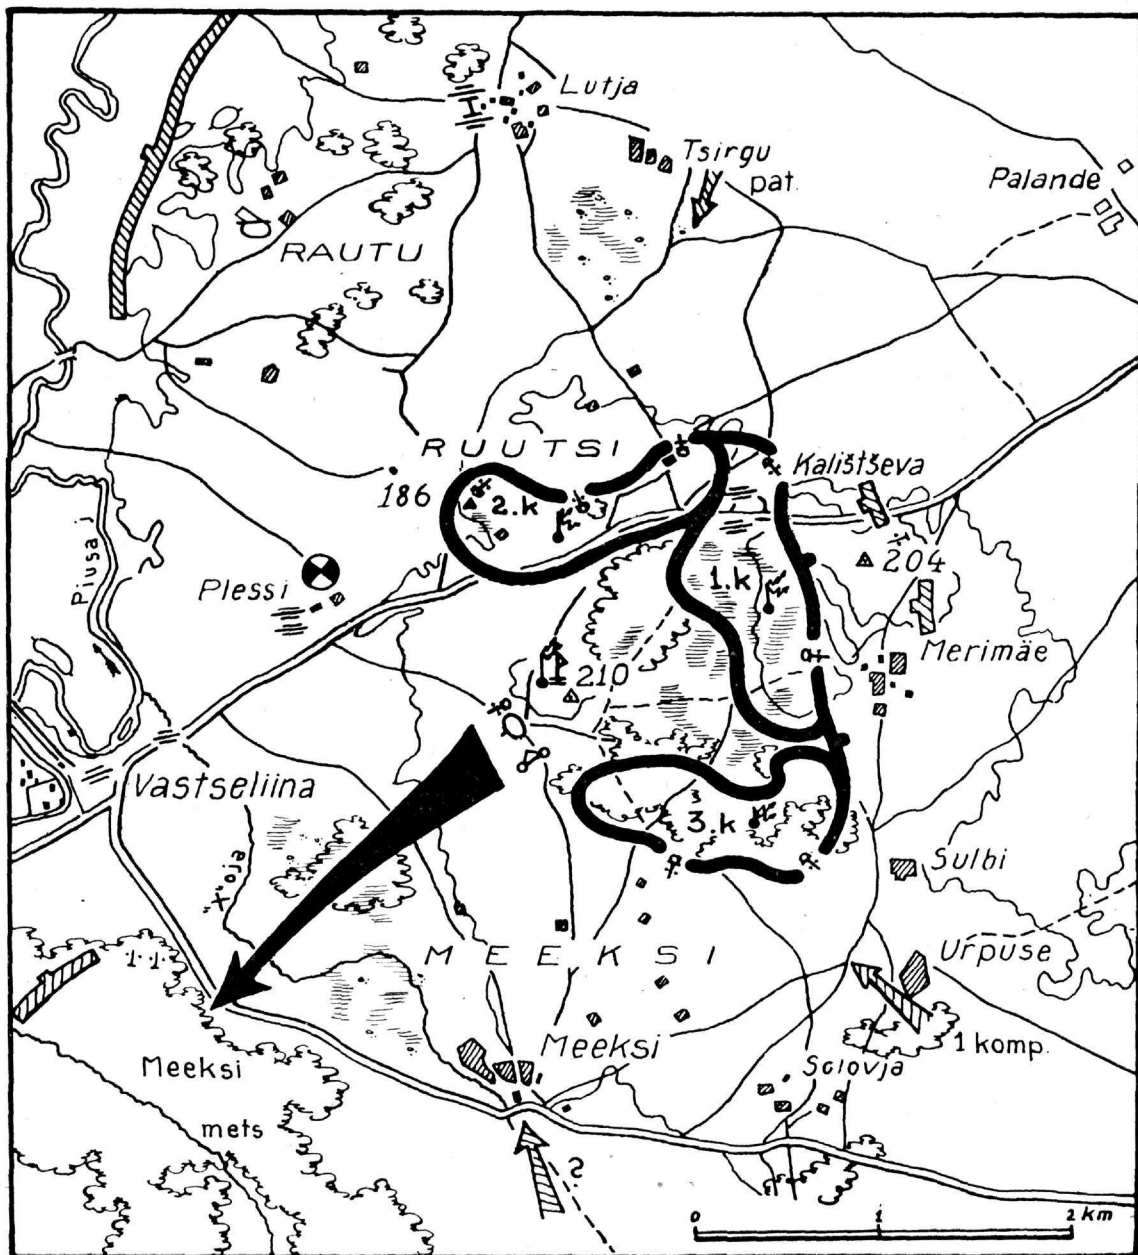 Lutja
Tsirgu
pat.
Palande
RAUTU
RUUTSI
Kalištševa
186
2.k
204
Piusa j
Plessi
1.k
Merimäe
210
Vastseliina
3.k
Sulbi
"X" oja
MEEKSI
Urpuse
Meeksi
1 komp.
Meeksi
Solovja
mets
2
0 1 2 km